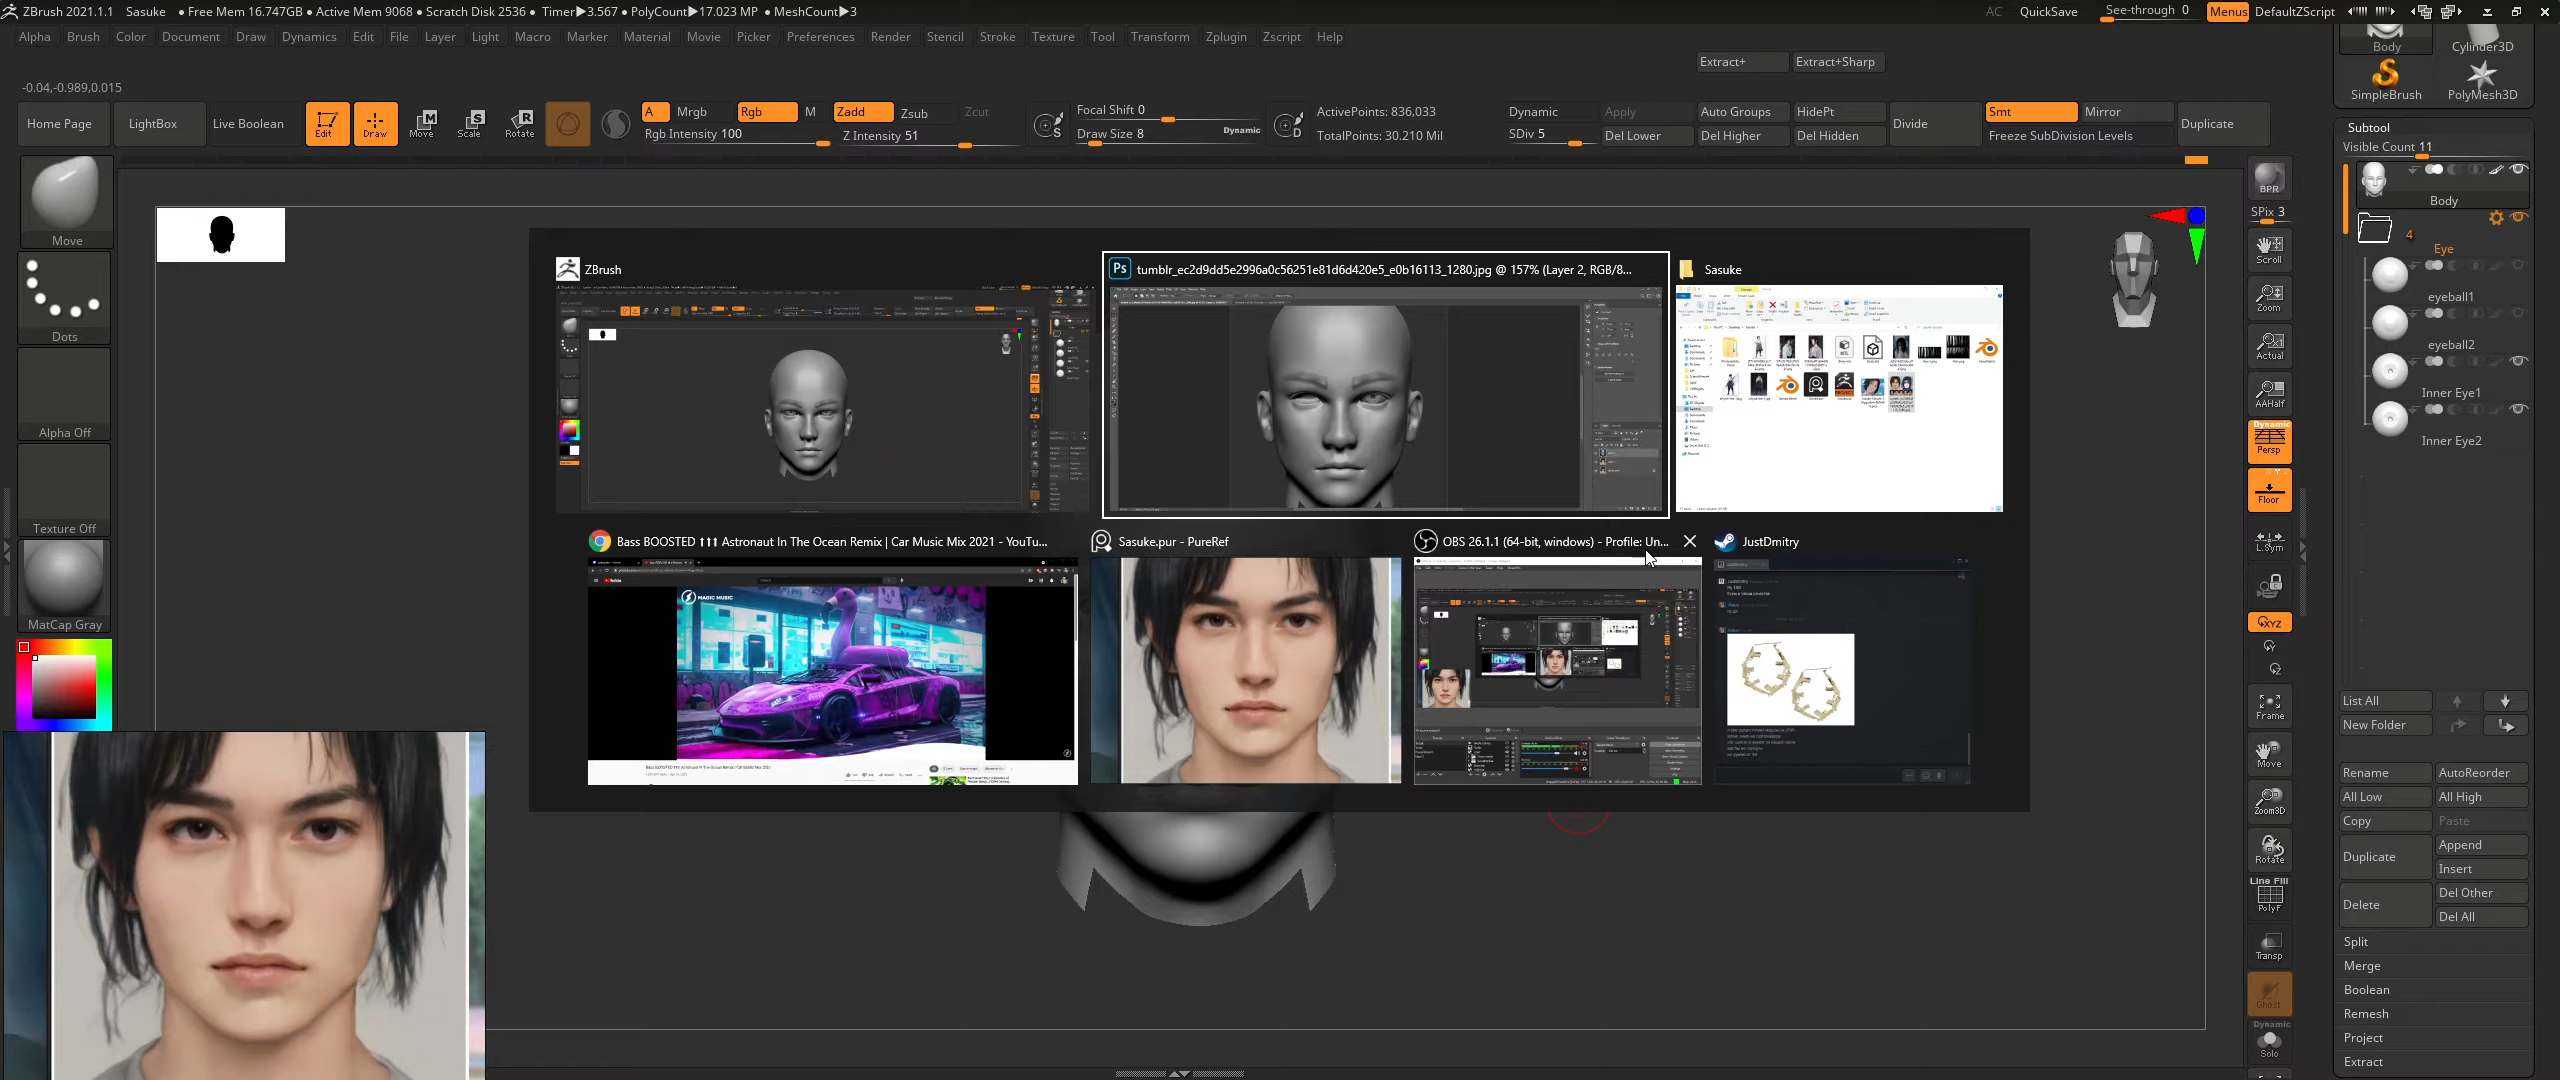 ZBrush 2021.1.1 Sasuke • Free Mem 16.747GB • Active Mem 9068 • Scratch Disk 2536 • Timer▶3.567 • PolyCount▶17.023 MP • MeshCount▶3 AC QuickSave See-through 0 Menus DefaultZScript
Alpha Brush Color Document Draw Dynamics Edit File Layer Light Macro Marker Material Movie Picker Preferences Render Stencil Stroke Texture Tool Transform Zplugin Zscript Help
Extract+ Extract+Sharp
-0.04,-0.989,0.015
Home Page LightBox Live Boolean Edit Draw Move Scale Rotate
A Mrgb Rgb M Zadd Zsub Zcut
Rgb Intensity 100 Z Intensity 51
Focal Shift 0
Draw Size 8 Dynamic
ActivePoints: 836,033
TotalPoints: 30.210 Mil
Dynamic Apply Auto Groups HidePt Divide Smt Mirror Duplicate
SDiv 5 Del Lower Del Higher Del Hidden Freeze SubDivision Levels
Move
Dots
Alpha Off
Texture Off
MatCap Gray
ZBrush
Ps tumblr_ec2d9dd5e2996a0c56251e81d6d420e5_e0b16113_1280.jpg @ 157% (Layer 2, RGB/8...
Sasuke
Bass BOOSTED ⭡⭡⭡ Astronaut In The Ocean Remix | Car Music Mix 2021 - YouTu...
MAGIC MUSIC
Sasuke.pur - PureRef
OBS 26.1.1 (64-bit, windows) - Profile: Un...
JustDmitry
BPR
SPix 3
Scroll
Zoom
Actual
AAHalf
Dynamic
Persp
Floor
L.Sym
XYZ
Frame
Move
Zoom3D
Rotate
Line Fill
PolyF
Transp
Ghost
Dynamic
Solo
Body Cylinder3D
SimpleBrush PolyMesh3D
Subtool
Visible Count 11
Body
4
Eye
eyeball1
eyeball2
Inner Eye1
Inner Eye2
List All
New Folder
Rename AutoReorder
All Low All High
Copy Paste
Duplicate Append
Insert
Delete Del Other
Del All
Split
Merge
Boolean
Remesh
Project
Extract